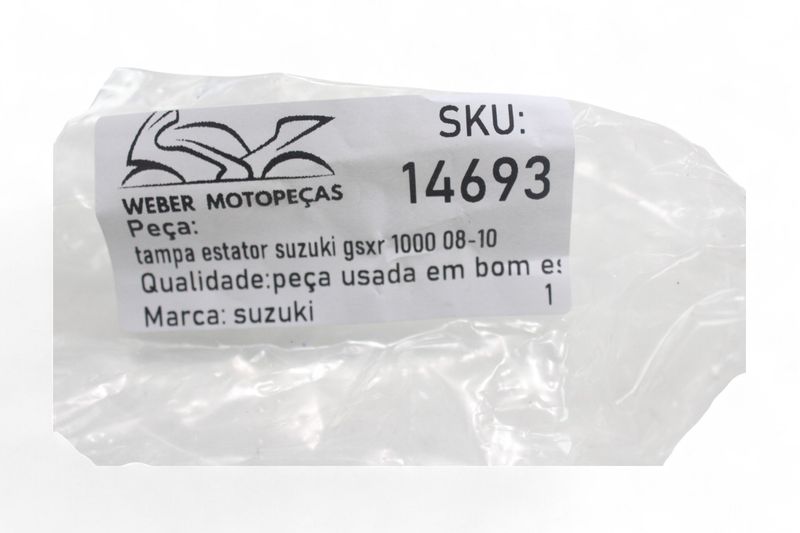 SKU:
14693
WEBER MOTOPEÇAS
Peça:
tampa estator suzuki gsxr 1000 08-10
Qualidade:peça usada em bom es
1
Marca: suzuki